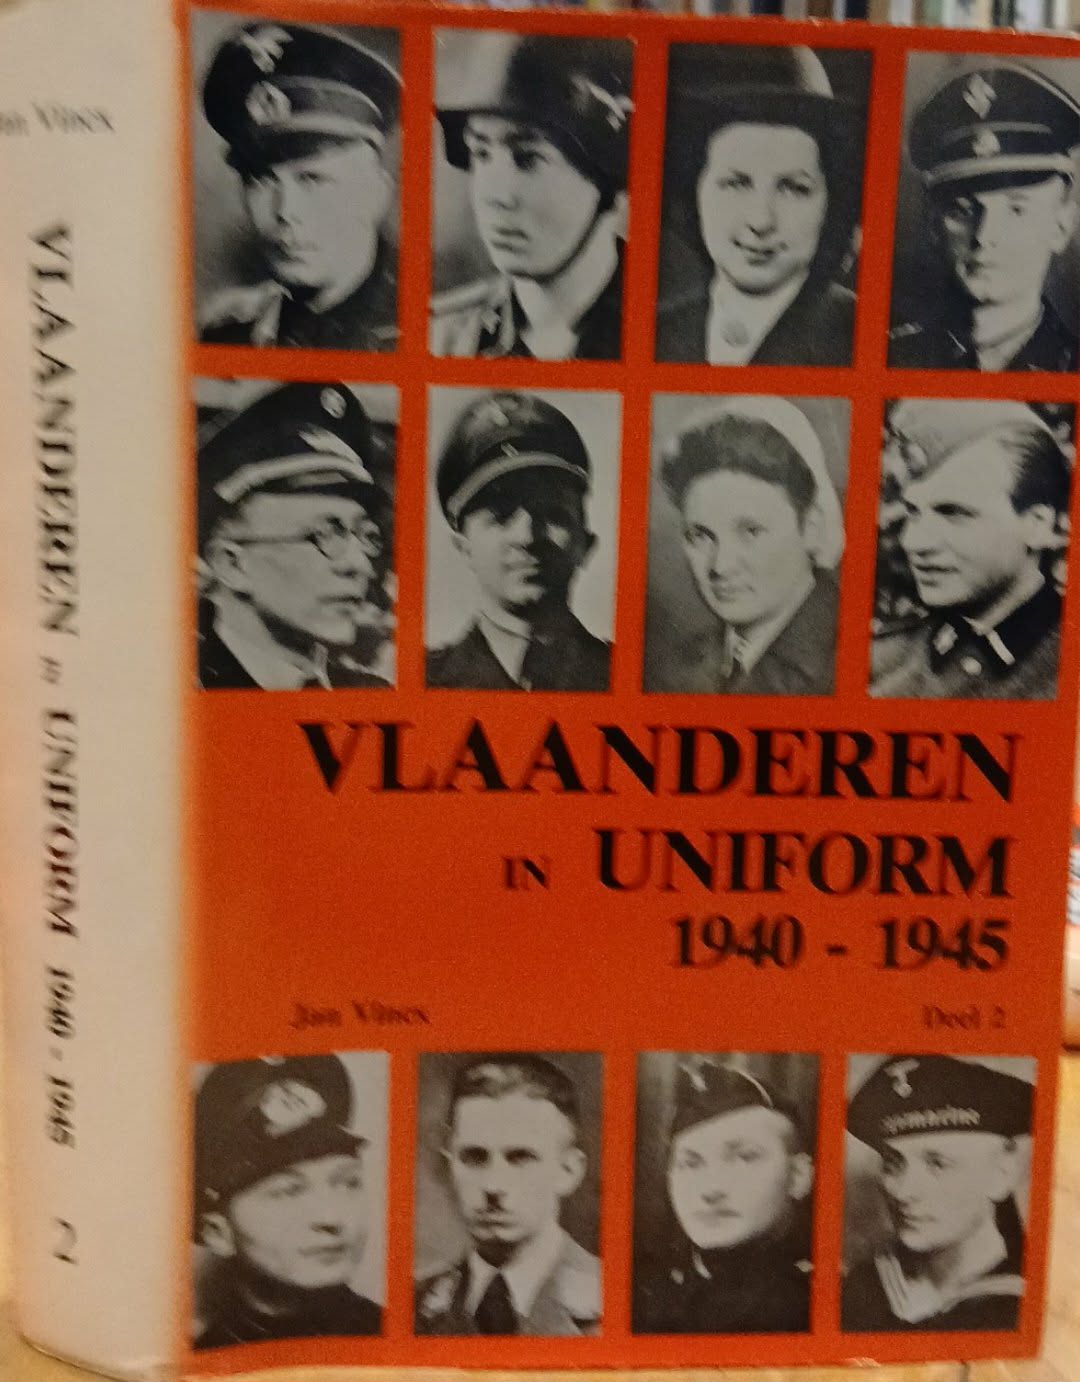 Jan Vincx
VLAANDEREN IN UNIFORM 1940 - 1945
2
VLAANDEREN
IN UNIFORM
1940 - 1945
Jan Vincx
Deel 2